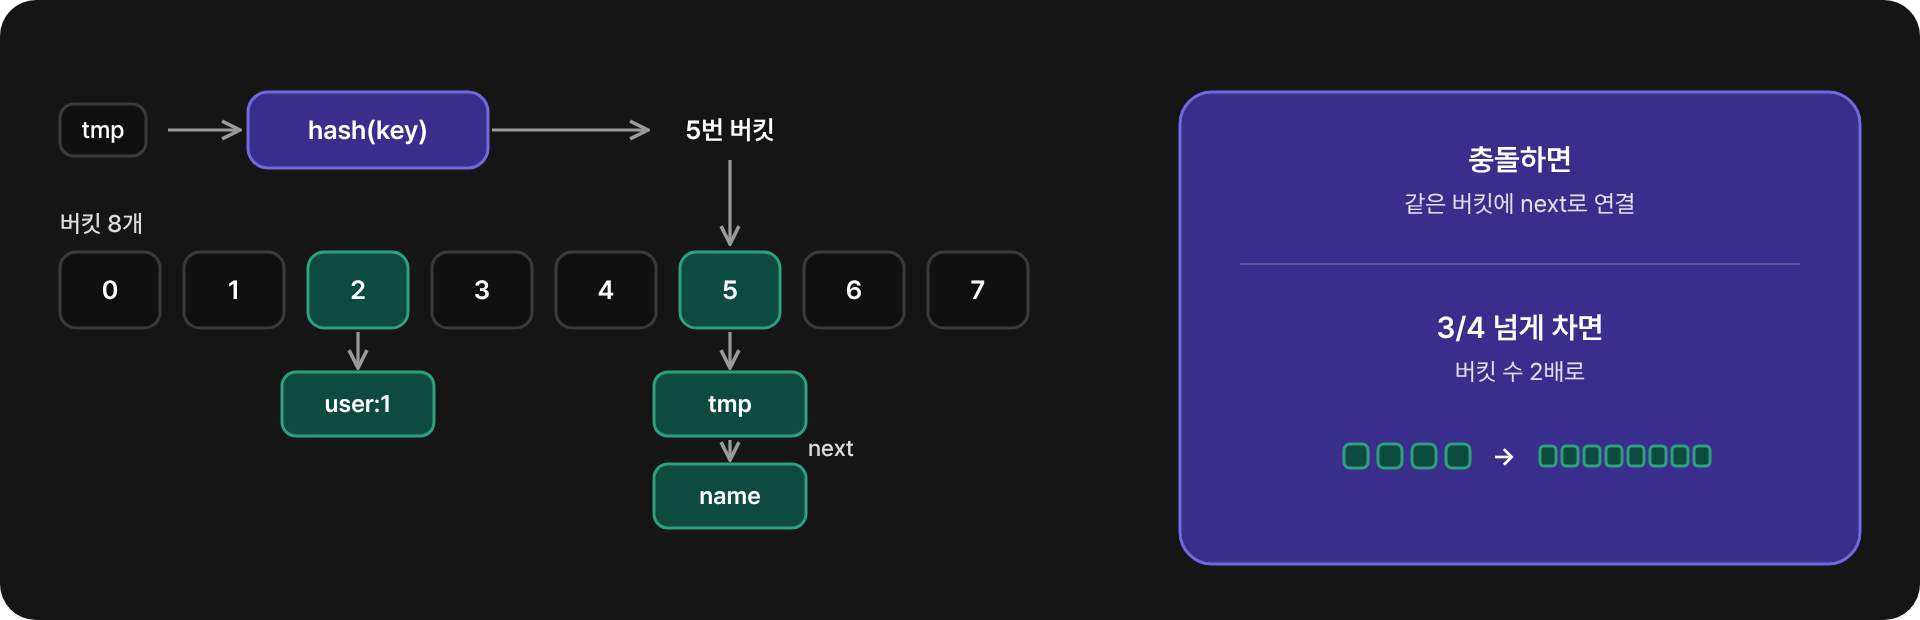 tmp
hash(key)
5번 버킷
버킷 8개
0
1
2
3
4
5
6
7
user:1
tmp
next
name
충돌하면
같은 버킷에 next로 연결
3/4 넘게 차면
버킷 수 2배로